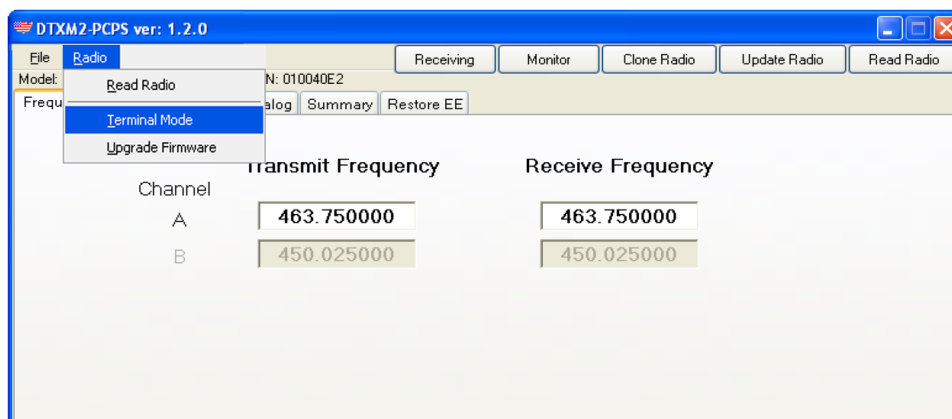 DTXM2-PCPS ver: 1.2.0
File Radio Receiving Monitor Clone Radio Update Radio Read Radio
Model: N: 010040E2
Read Radio
Summary Restore EE
Terminal Mode
Upgrade Firmware
Transmit Frequency Receive Frequency
Channel
A 463.750000 463.750000
B 450.025000 450.025000